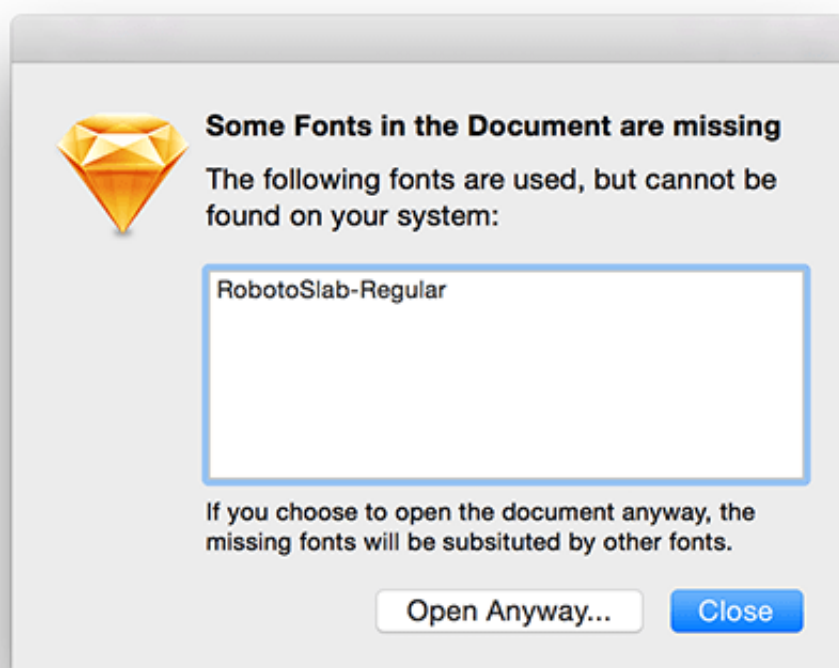 Some Fonts in the Document are missing
The following fonts are used, but cannot be
found on your system:
RobotoSlab-Regular
If you choose to open the document anyway, the
missing fonts will be subsituted by other fonts.
Open Anyway...
Close